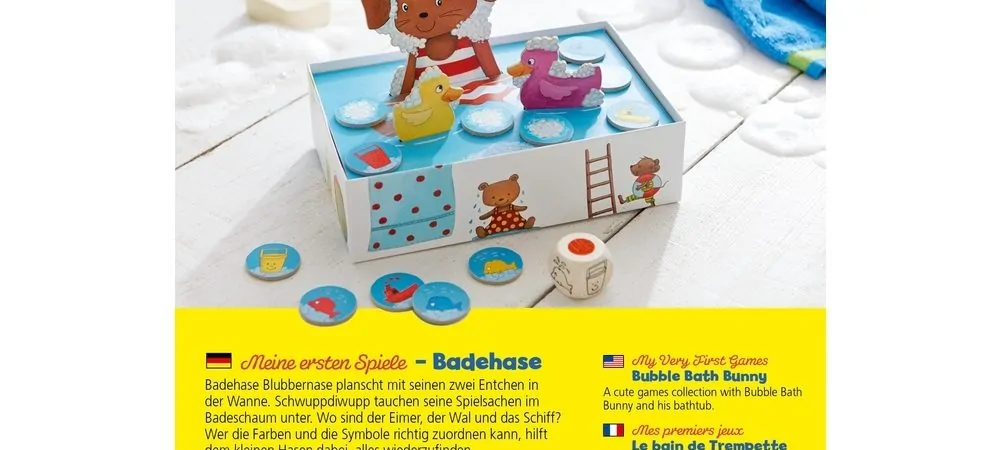 Meine ersten Spiele – Badehase
Badehase Blubbernase planscht mit seinen zwei Entchen in
der Wanne. Schwuppdiwupp tauchen seine Spielsachen im
Badeschaum unter. Wo sind der Eimer, der Wal und das Schiff?
Wer die Farben und die Symbole richtig zuordnen kann, hilft
dem kleinen Hasen dabei, alles wiederzufinden.
My Very First Games
Bubble Bath Bunny
A cute games collection with Bubble Bath
Bunny and his bathtub.
Mes premiers jeux
Le bain de Trempette